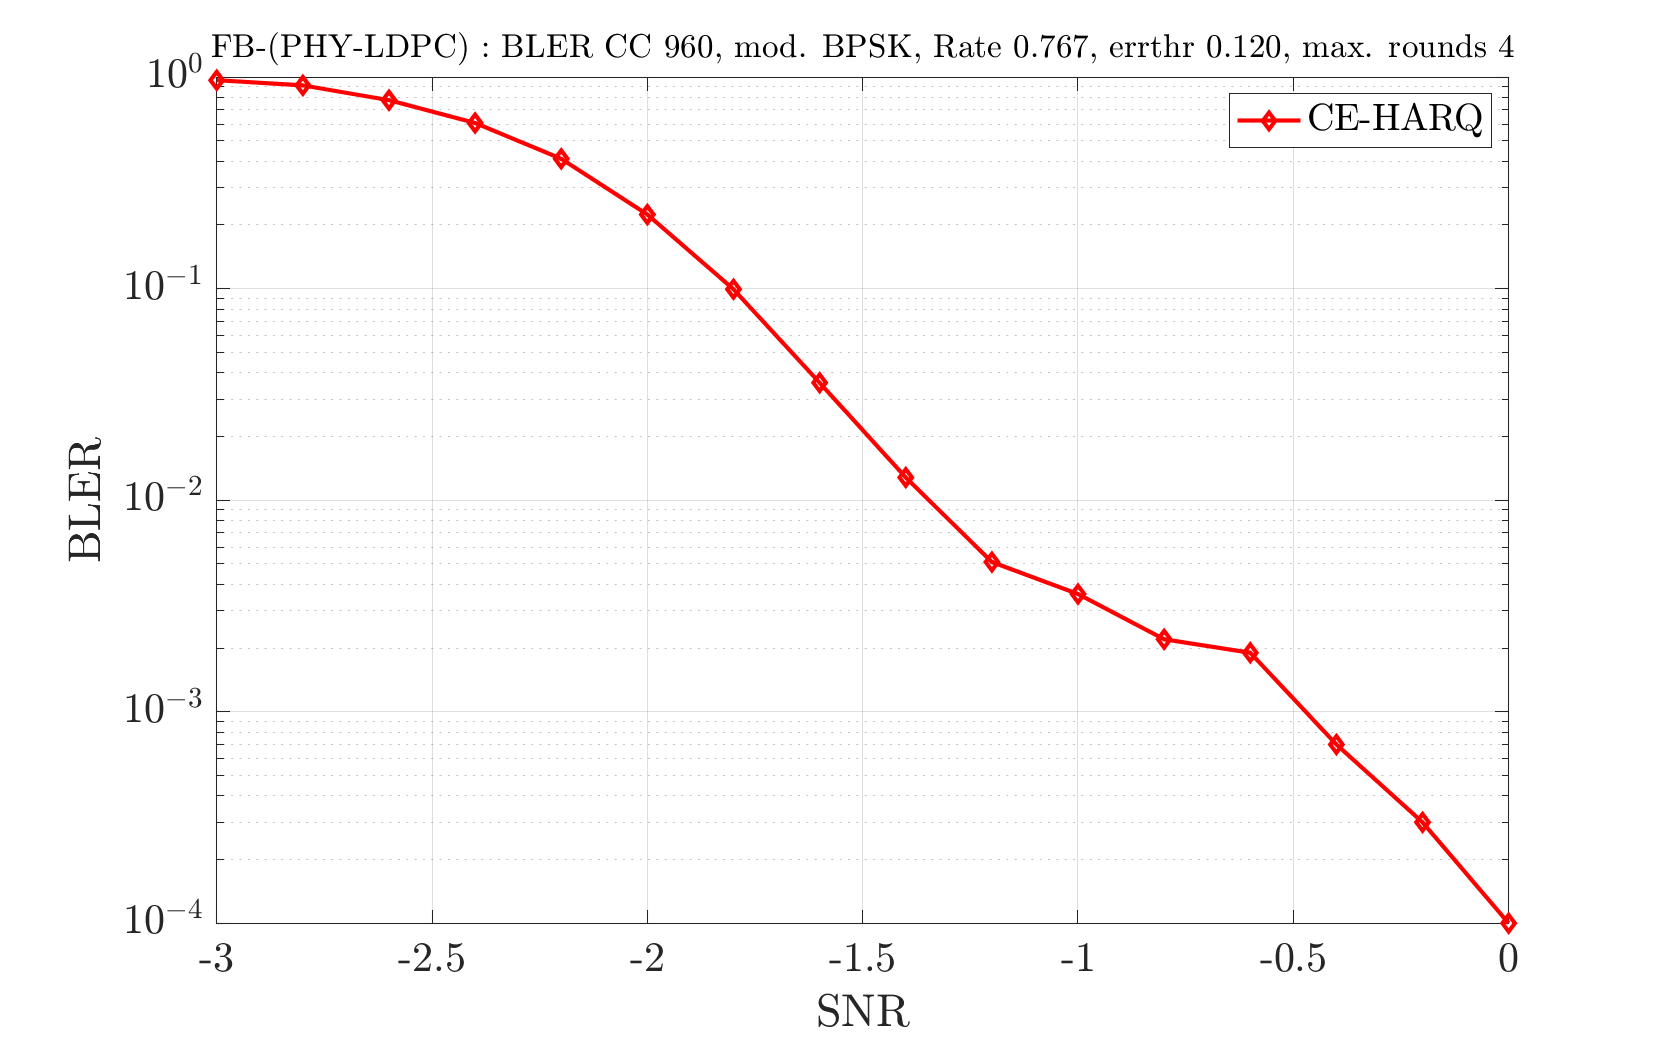 FB-(PHY-LDPC) : BLER CC 960, mod. BPSK, Rate 0.767, errthr 0.120, max. rounds 4
CE-HARQ
10⁰
10⁻¹
10⁻²
10⁻³
10⁻⁴
BLER
-3 -2.5 -2 -1.5 -1 -0.5 0
SNR